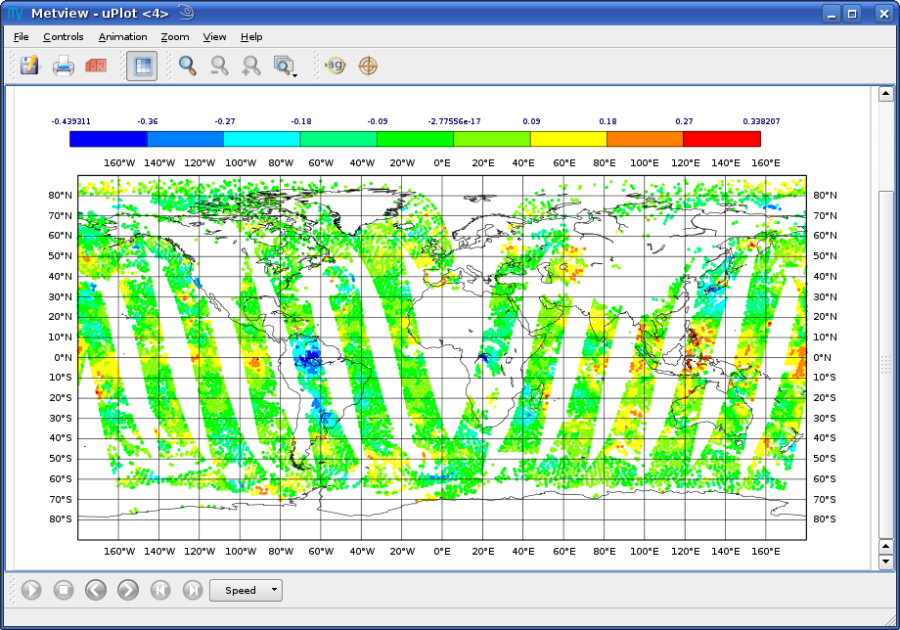 Metview - uPlot <4>
File Controls Animation Zoom View Help
-0.439311 -0.36 -0.27 -0.18 -0.09 -2.77556e-17 0.09 0.18 0.27 0.338207
160°W 140°W 120°W 100°W 80°W 60°W 40°W 20°W 0°E 20°E 40°E 60°E 80°E 100°E 120°E 140°E 160°E
80°N 80°N
70°N 70°N
60°N 60°N
50°N 50°N
40°N 40°N
30°N 30°N
20°N 20°N
10°N 10°N
0°N 0°N
10°S 10°S
20°S 20°S
30°S 30°S
40°S 40°S
50°S 50°S
60°S 60°S
70°S 70°S
80°S 80°S
160°W 140°W 120°W 100°W 80°W 60°W 40°W 20°W 0°E 20°E 40°E 60°E 80°E 100°E 120°E 140°E 160°E
Speed